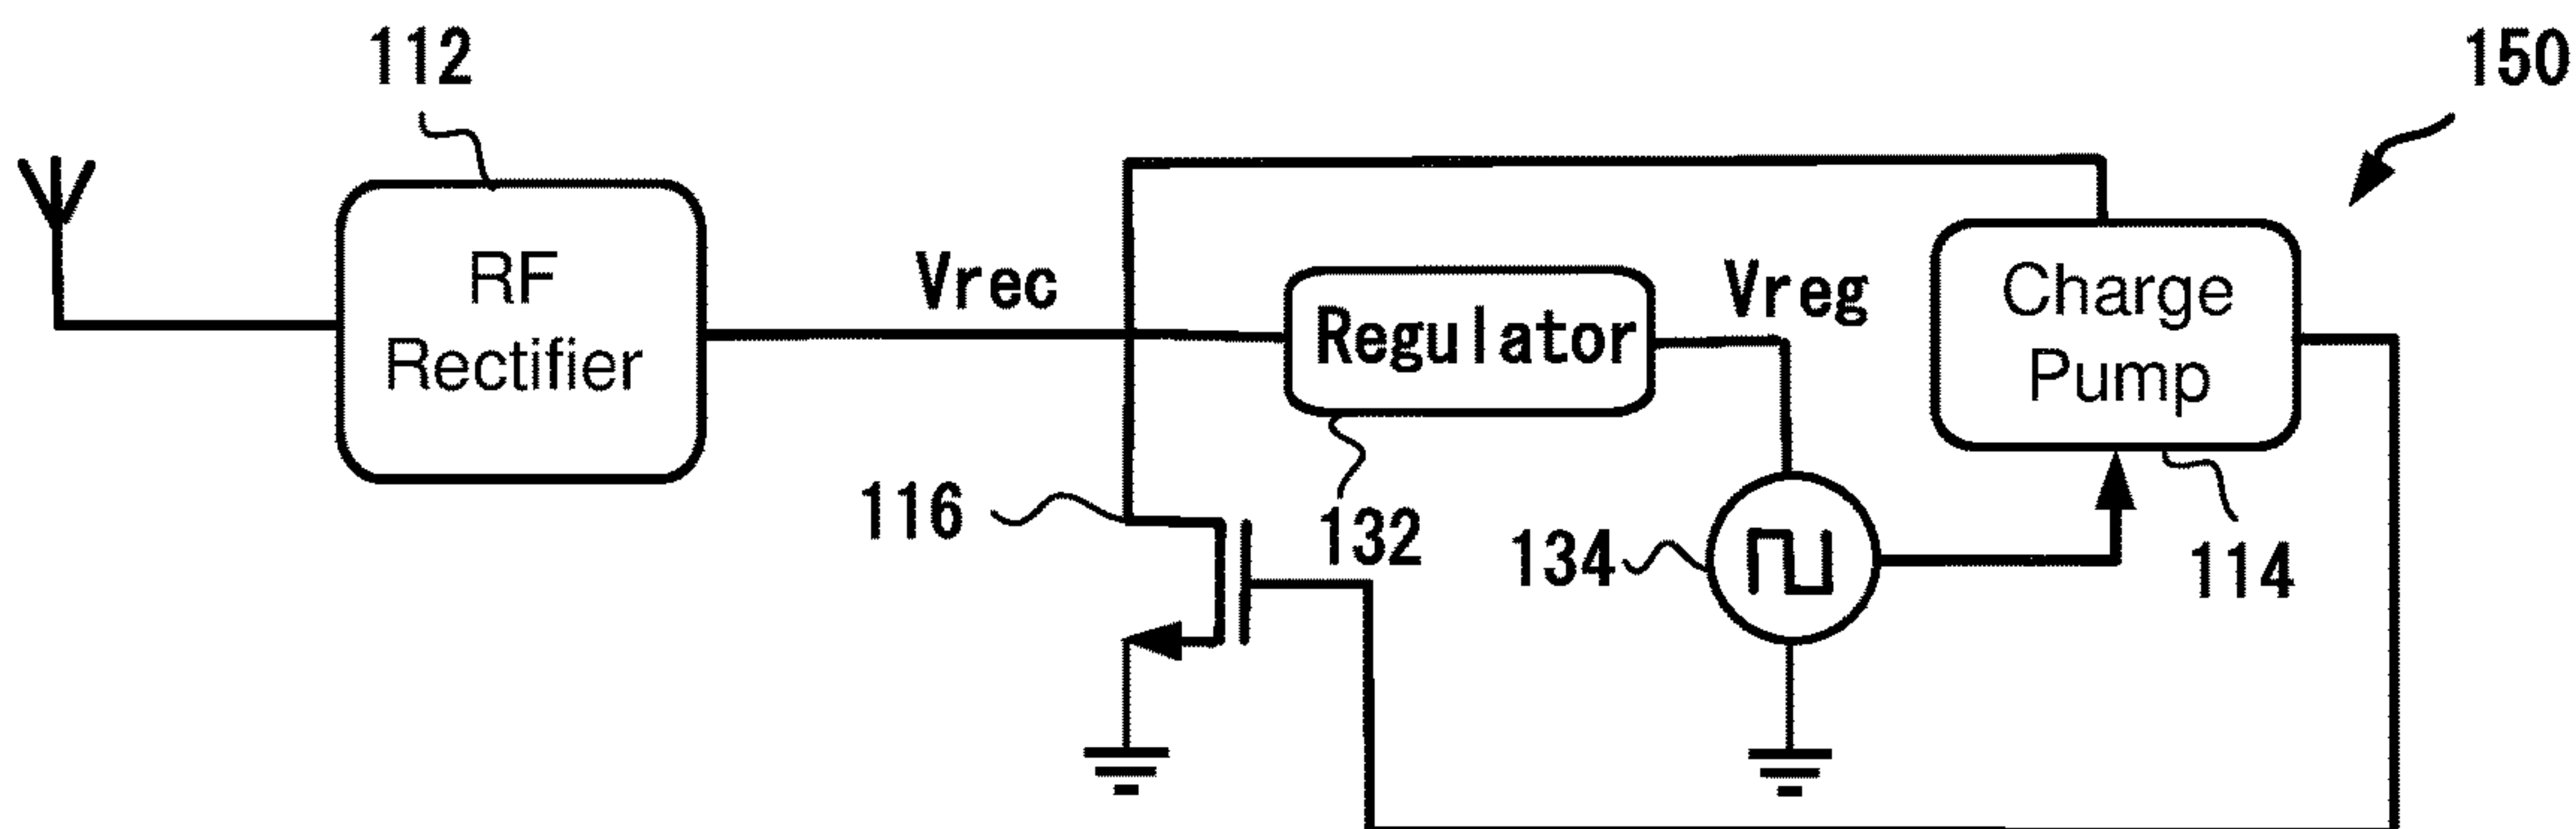 112
150
RF
Rectifier
Vrec
Regulator
Vreg
Charge
Pump
116
132
134
114